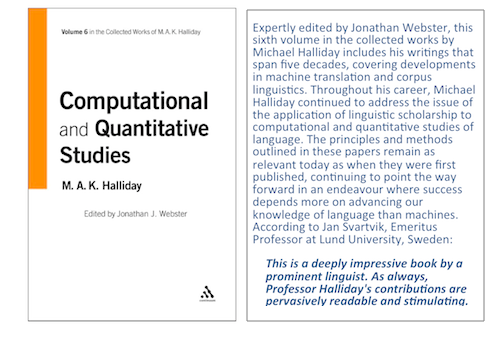 Volume 6 in the Collected Works of M. A. K. Halliday
Computational
and Quantitative
Studies
M. A. K. Halliday
Edited by Jonathan J. Webster
Expertly edited by Jonathan Webster, this
sixth volume in the collected works by
Michael Halliday includes his writings that
span five decades, covering developments
in machine translation and corpus
linguistics. Throughout his career, Michael
Halliday continued to address the issue of
the application of linguistic scholarship to
computational and quantitative studies of
language. The principles and methods
outlined in these papers remain as
relevant today as when they were first
published, continuing to point the way
forward in an endeavour where success
depends more on advancing our
knowledge of language than machines.
According to Jan Svartvik, Emeritus
Professor at Lund University, Sweden:
This is a deeply impressive book by a
prominent linguist. As always,
Professor Halliday's contributions are
pervasively readable and stimulating.